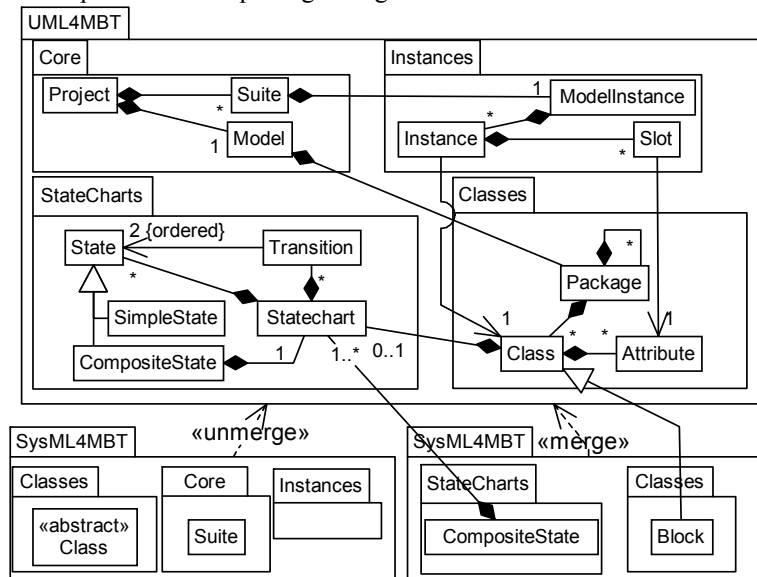 UML4MBT
Core
Instances
Project
Suite
1
ModelInstance
*
*
Instance
Slot
1
Model
*
StateCharts
Classes
2 {ordered}
State
Transition
*
*
*
Package
SimpleState
Statechart
1
1
*
*
CompositeState
1
1..*
0..1
Class
Attribute
«unmerge»
«merge»
SysML4MBT
SysML4MBT
Classes
Core
Instances
StateCharts
Classes
«abstract»
Class
Suite
CompositeState
Block